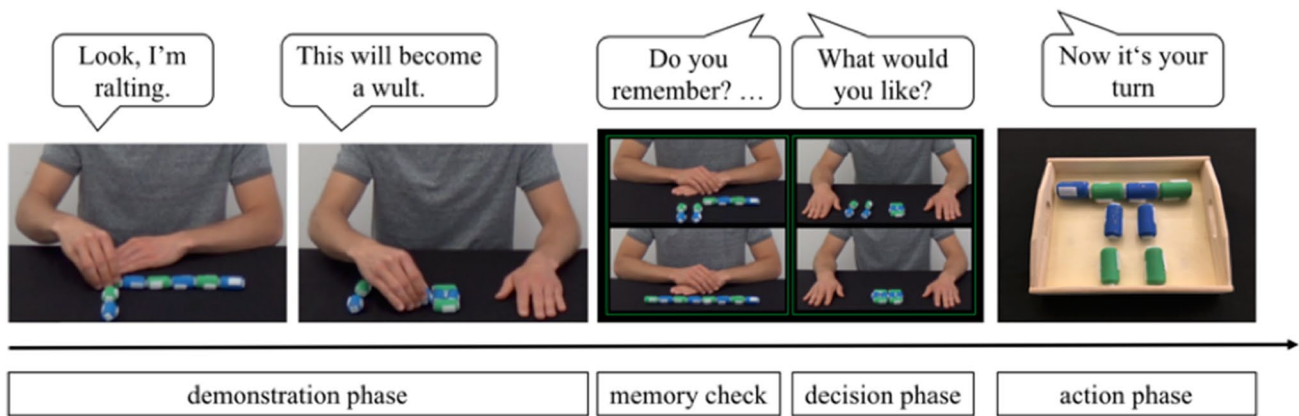 Look, I'm
ralting.
This will become
a wult.
Do you
remember? …
What would
you like?
Now it‘s your
turn
demonstration phase
memory check
decision phase
action phase